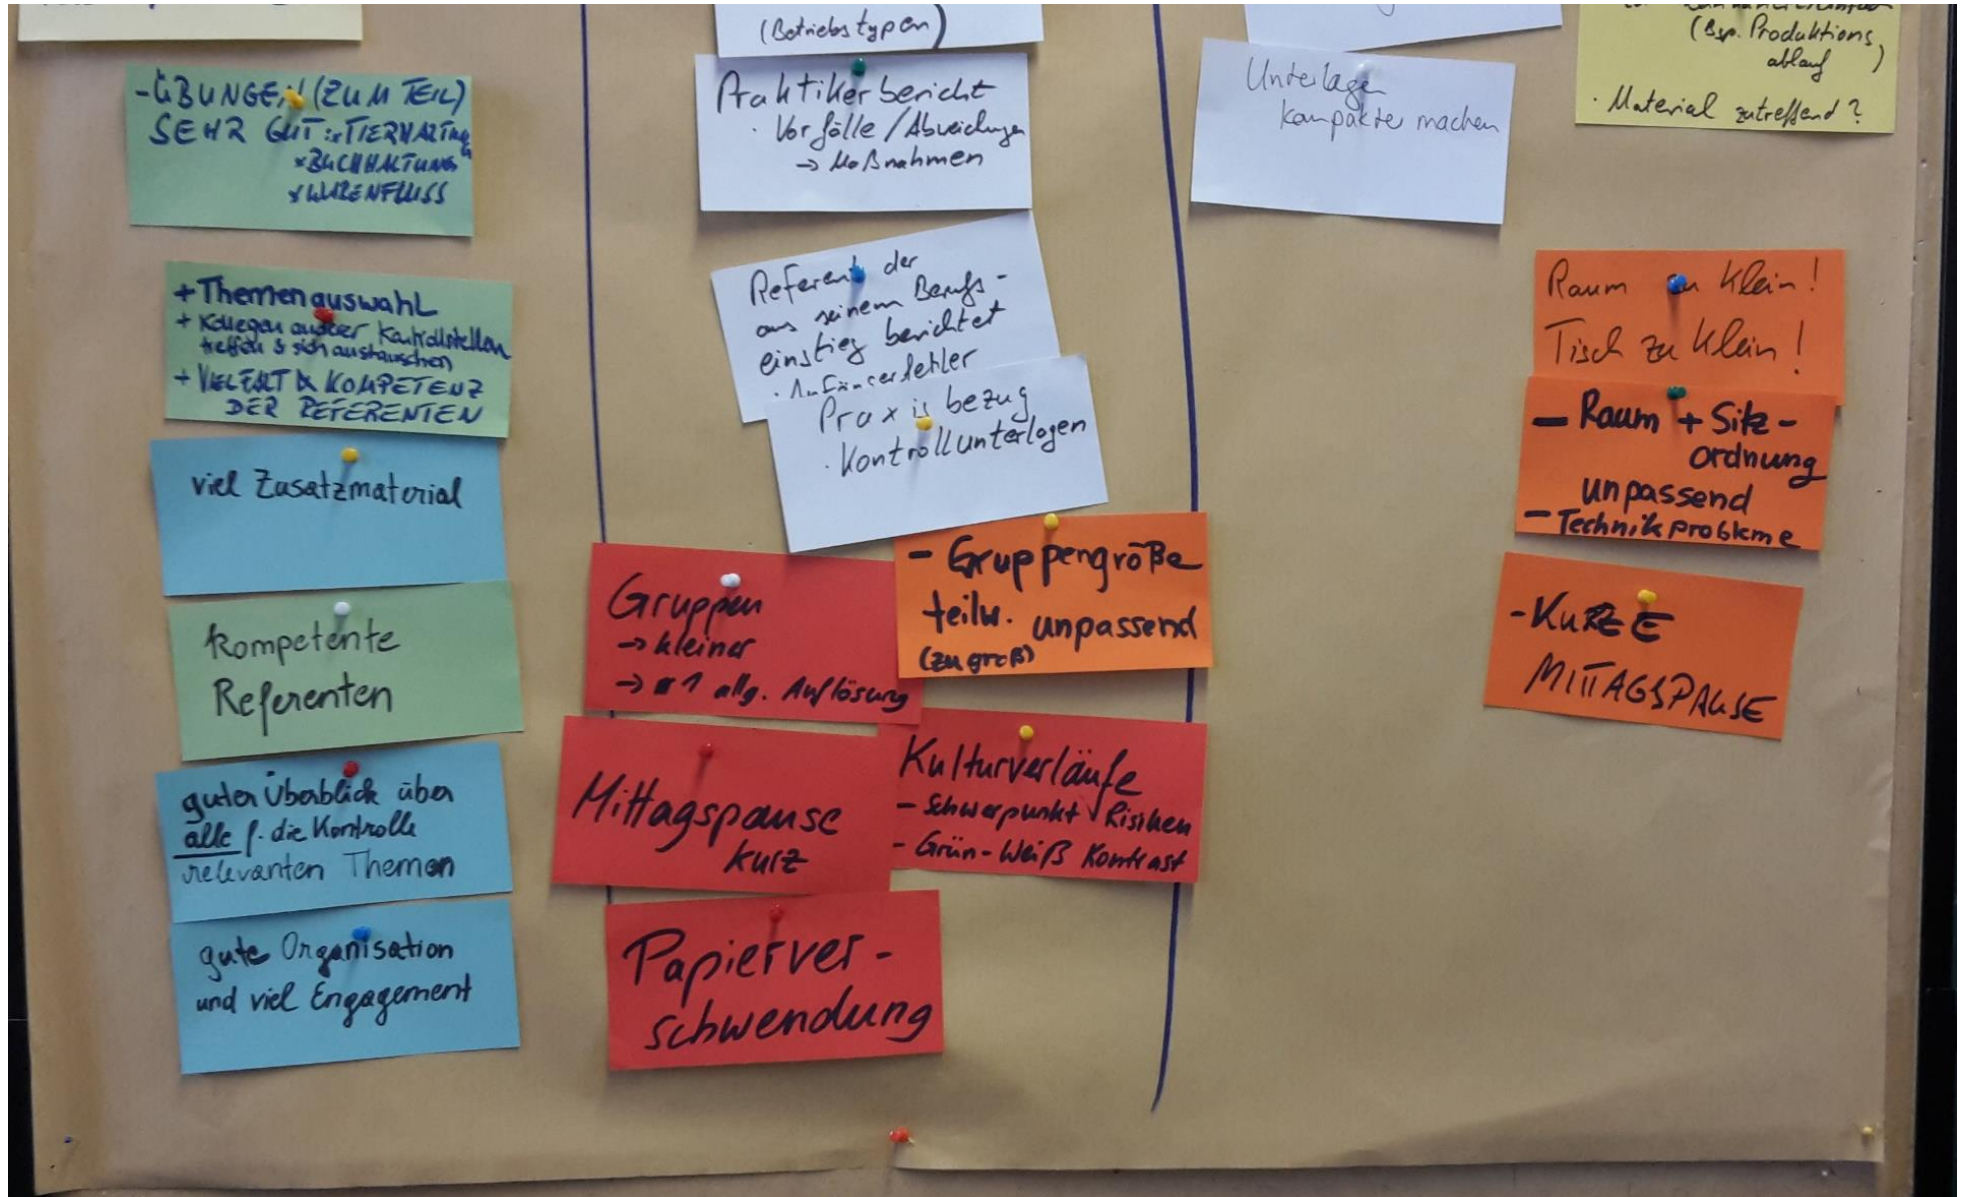 - ÜBUNGEN (ZUM TEIL)
SEHR GUT: x TIERHALTUNG
x BUCHHALTUNG
x WARENFLUSS
+ Themenauswahl
+ Kollegen anderer Kontrollstellen
treffen & sich austauschen
+ VIELFALT & KOMPETENZ
DER REFERENTEN
viel Zusatzmaterial
kompetente
Referenten
guter Überblick über
alle f. die Kontrolle
relevanten Themen
gute Organisation
und viel Engagement
(Betriebstypen)
Praktikerbericht
· Vorfälle / Abweichungen
→ Maßnahmen
Referent der
aus seinem Berufs-
einstieg berichtet
· Anfängerfehler
Praxisbezug
· Kontrollunterlagen
Gruppen
→ kleiner
→ 1 allg. Auflösung
- Gruppengröße
teilw. unpassend
(zu groß)
Mittagspause
kurz
Kulturverläufe
- Schwerpunkt Risiken
- Grün-Weiß Kontrast
Papierver-
schwendung
Unterlagen
kompakter machen
(Bsp. Produktions
ablauf)
· Material zutreffend?
Raum zu klein!
Tisch zu klein!
- Raum + Sitz-
ordnung
unpassend
- Technikprobleme
- KURZE
MITTAGSPAUSE